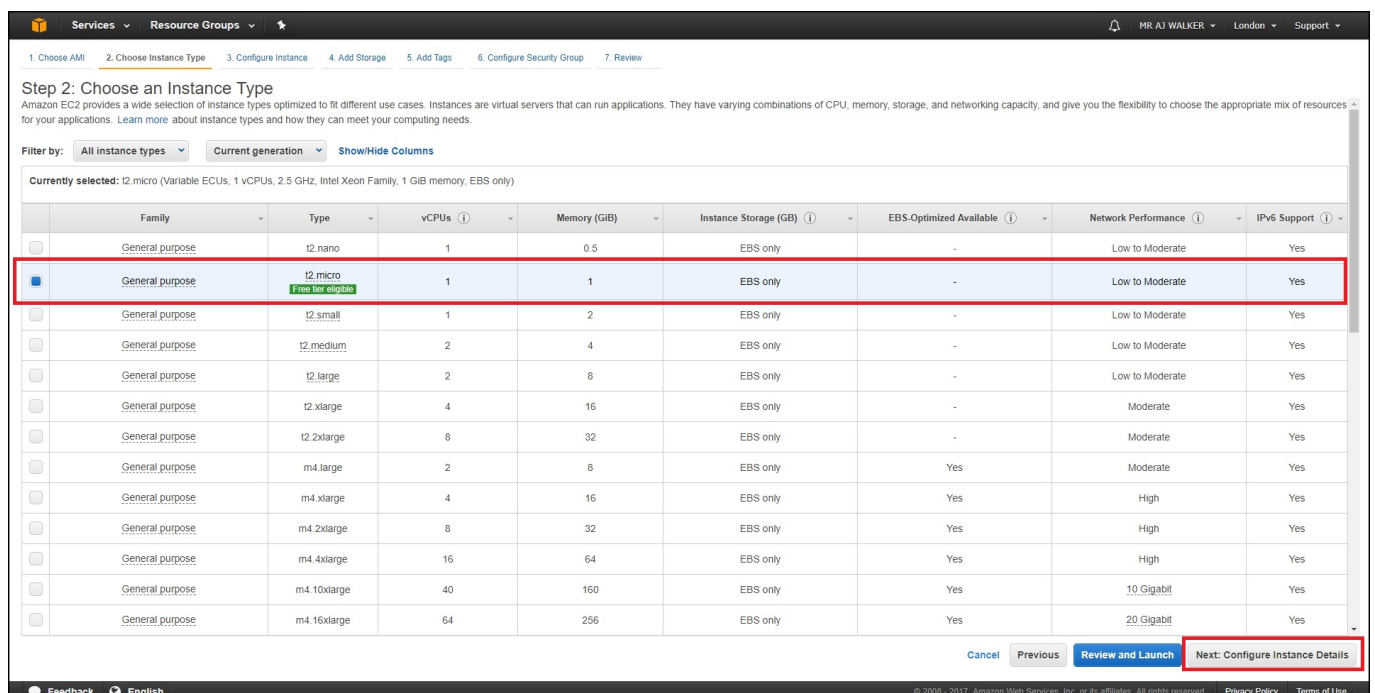 Services Resource Groups MR AJ WALKER London Support
1. Choose AMI 2. Choose Instance Type 3. Configure Instance 4. Add Storage 5. Add Tags 6. Configure Security Group 7. Review
Step 2: Choose an Instance Type
Amazon EC2 provides a wide selection of instance types optimized to fit different use cases. Instances are virtual servers that can run applications. They have varying combinations of CPU, memory, storage, and networking capacity, and give you the flexibility to choose the appropriate mix of resources
for your applications. Learn more about instance types and how they can meet your computing needs.
Filter by: All instance types Current generation Show/Hide Columns
Currently selected: t2.micro (Variable ECUs, 1 vCPUs, 2.5 GHz, Intel Xeon Family, 1 GiB memory, EBS only)
Family Type vCPUs Memory (GiB) Instance Storage (GB) EBS-Optimized Available Network Performance IPv6 Support
General purpose t2.nano 1 0.5 EBS only - Low to Moderate Yes
General purpose t2.micro 1 1 EBS only - Low to Moderate Yes
Free tier eligible
General purpose t2.small 1 2 EBS only - Low to Moderate Yes
General purpose t2.medium 2 4 EBS only - Low to Moderate Yes
General purpose t2.large 2 8 EBS only - Low to Moderate Yes
General purpose t2.xlarge 4 16 EBS only - Moderate Yes
General purpose t2.2xlarge 8 32 EBS only - Moderate Yes
General purpose m4.large 2 8 EBS only Yes Moderate Yes
General purpose m4.xlarge 4 16 EBS only Yes High Yes
General purpose m4.2xlarge 8 32 EBS only Yes High Yes
General purpose m4.4xlarge 16 64 EBS only Yes High Yes
General purpose m4.10xlarge 40 160 EBS only Yes 10 Gigabit Yes
General purpose m4.16xlarge 64 256 EBS only Yes 20 Gigabit Yes
Cancel Previous Review and Launch Next: Configure Instance Details
Feedback English © 2008 - 2017, Amazon Web Services, Inc. or its affiliates. All rights reserved. Privacy Policy Terms of Use